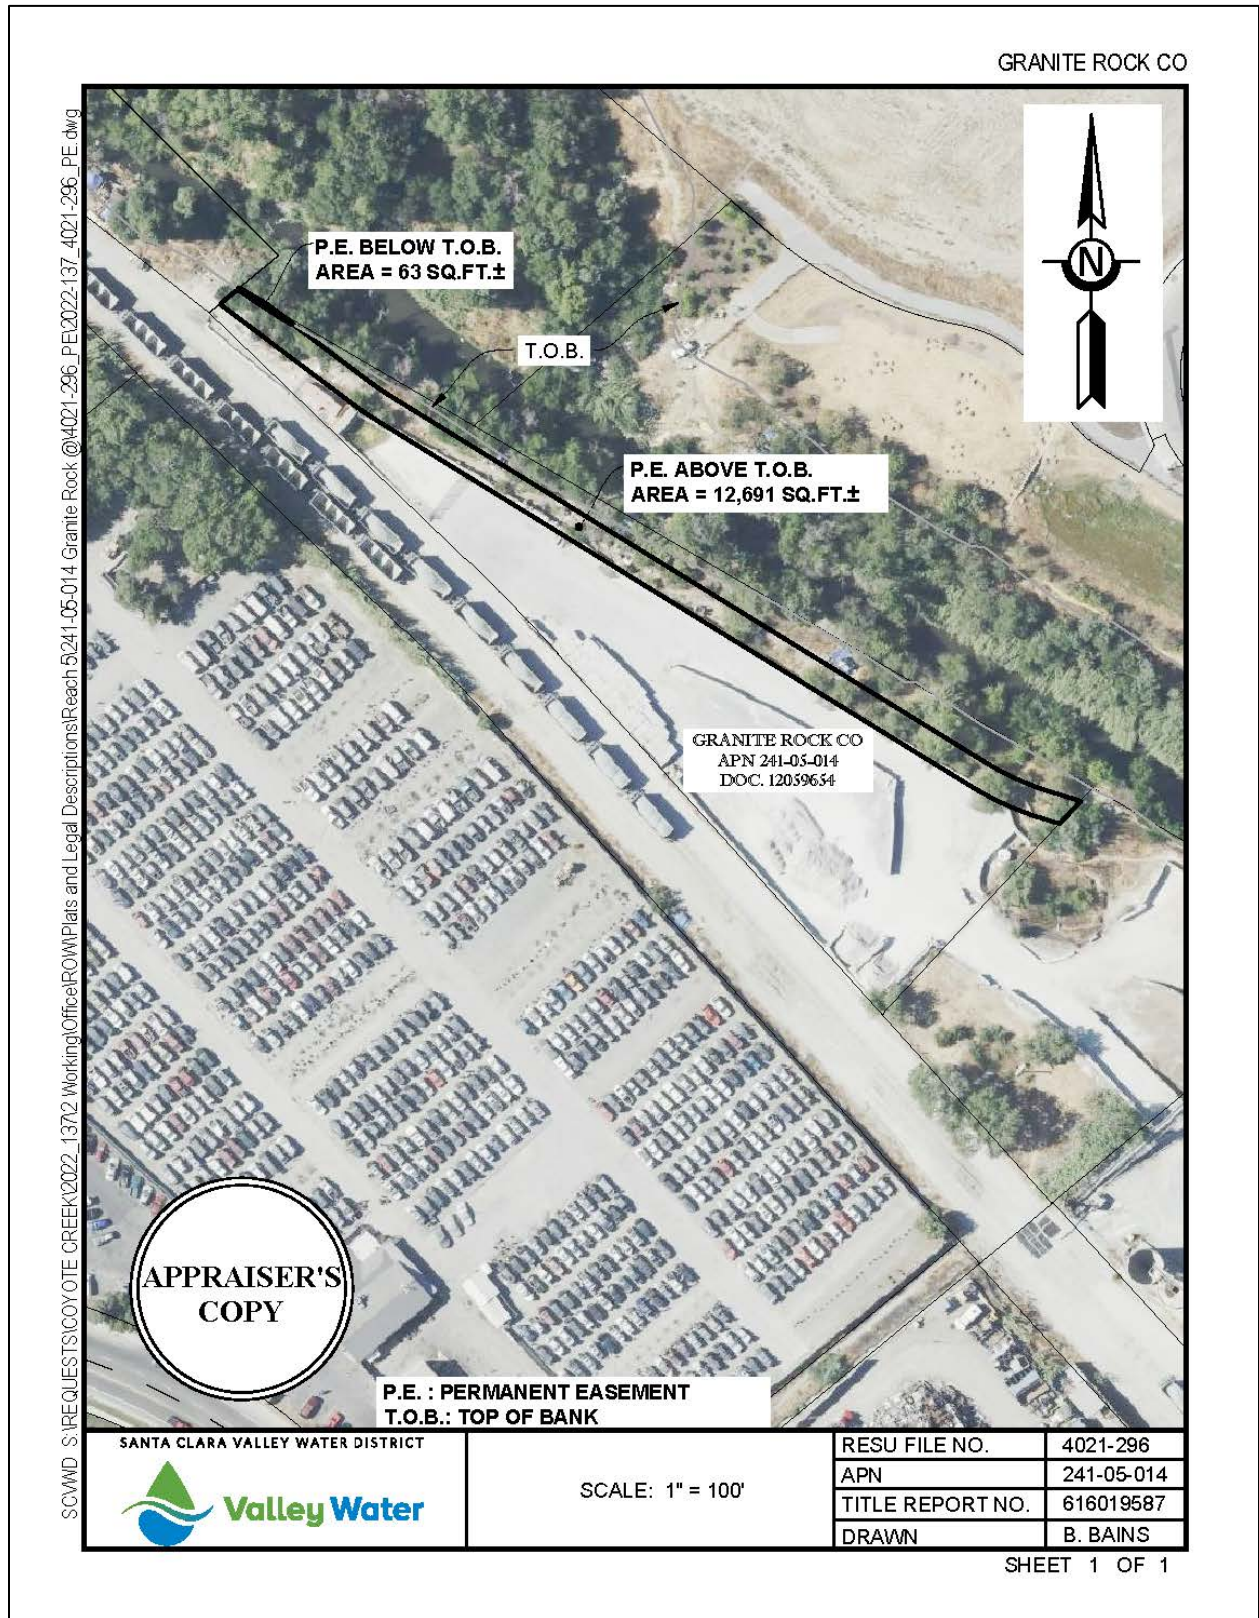 GRANITE ROCK CO
SCVWD S:\REQUESTS\COYOTE CREEK\2022_137\2 Working\Office\ROW\Plats and Legal Descriptions\Reach 5\241-05-014 Granite Rock @\4021-296_PE\2022-137_4021-296_PE.dwg
P.E. BELOW T.O.B.
AREA = 63 SQ.FT.±
N
T.O.B.
P.E. ABOVE T.O.B.
AREA = 12,691 SQ.FT.±
GRANITE ROCK CO
APN 241-05-014
DOC. 12059654
APPRAISER'S
COPY
P.E. : PERMANENT EASEMENT
T.O.B.: TOP OF BANK
SANTA CLARA VALLEY WATER DISTRICT
Valley Water
SCALE: 1" = 100'
RESU FILE NO. 4021-296
APN 241-05-014
TITLE REPORT NO. 616019587
DRAWN B. BAINS
SHEET 1 OF 1